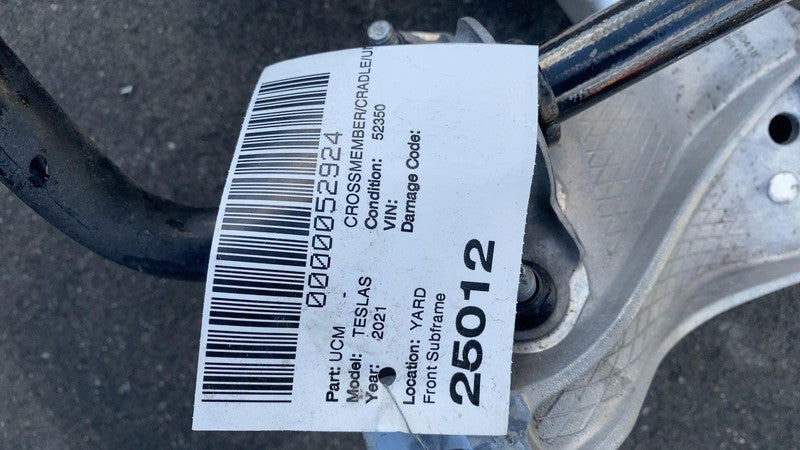 0000052924
Part: UCM - CROSSMEMBER/CRADLE/U
Model: TESLAS Condition: 52350
Year: 2021 VIN:
Damage Code:
Location: YARD
Front Subframe
25012